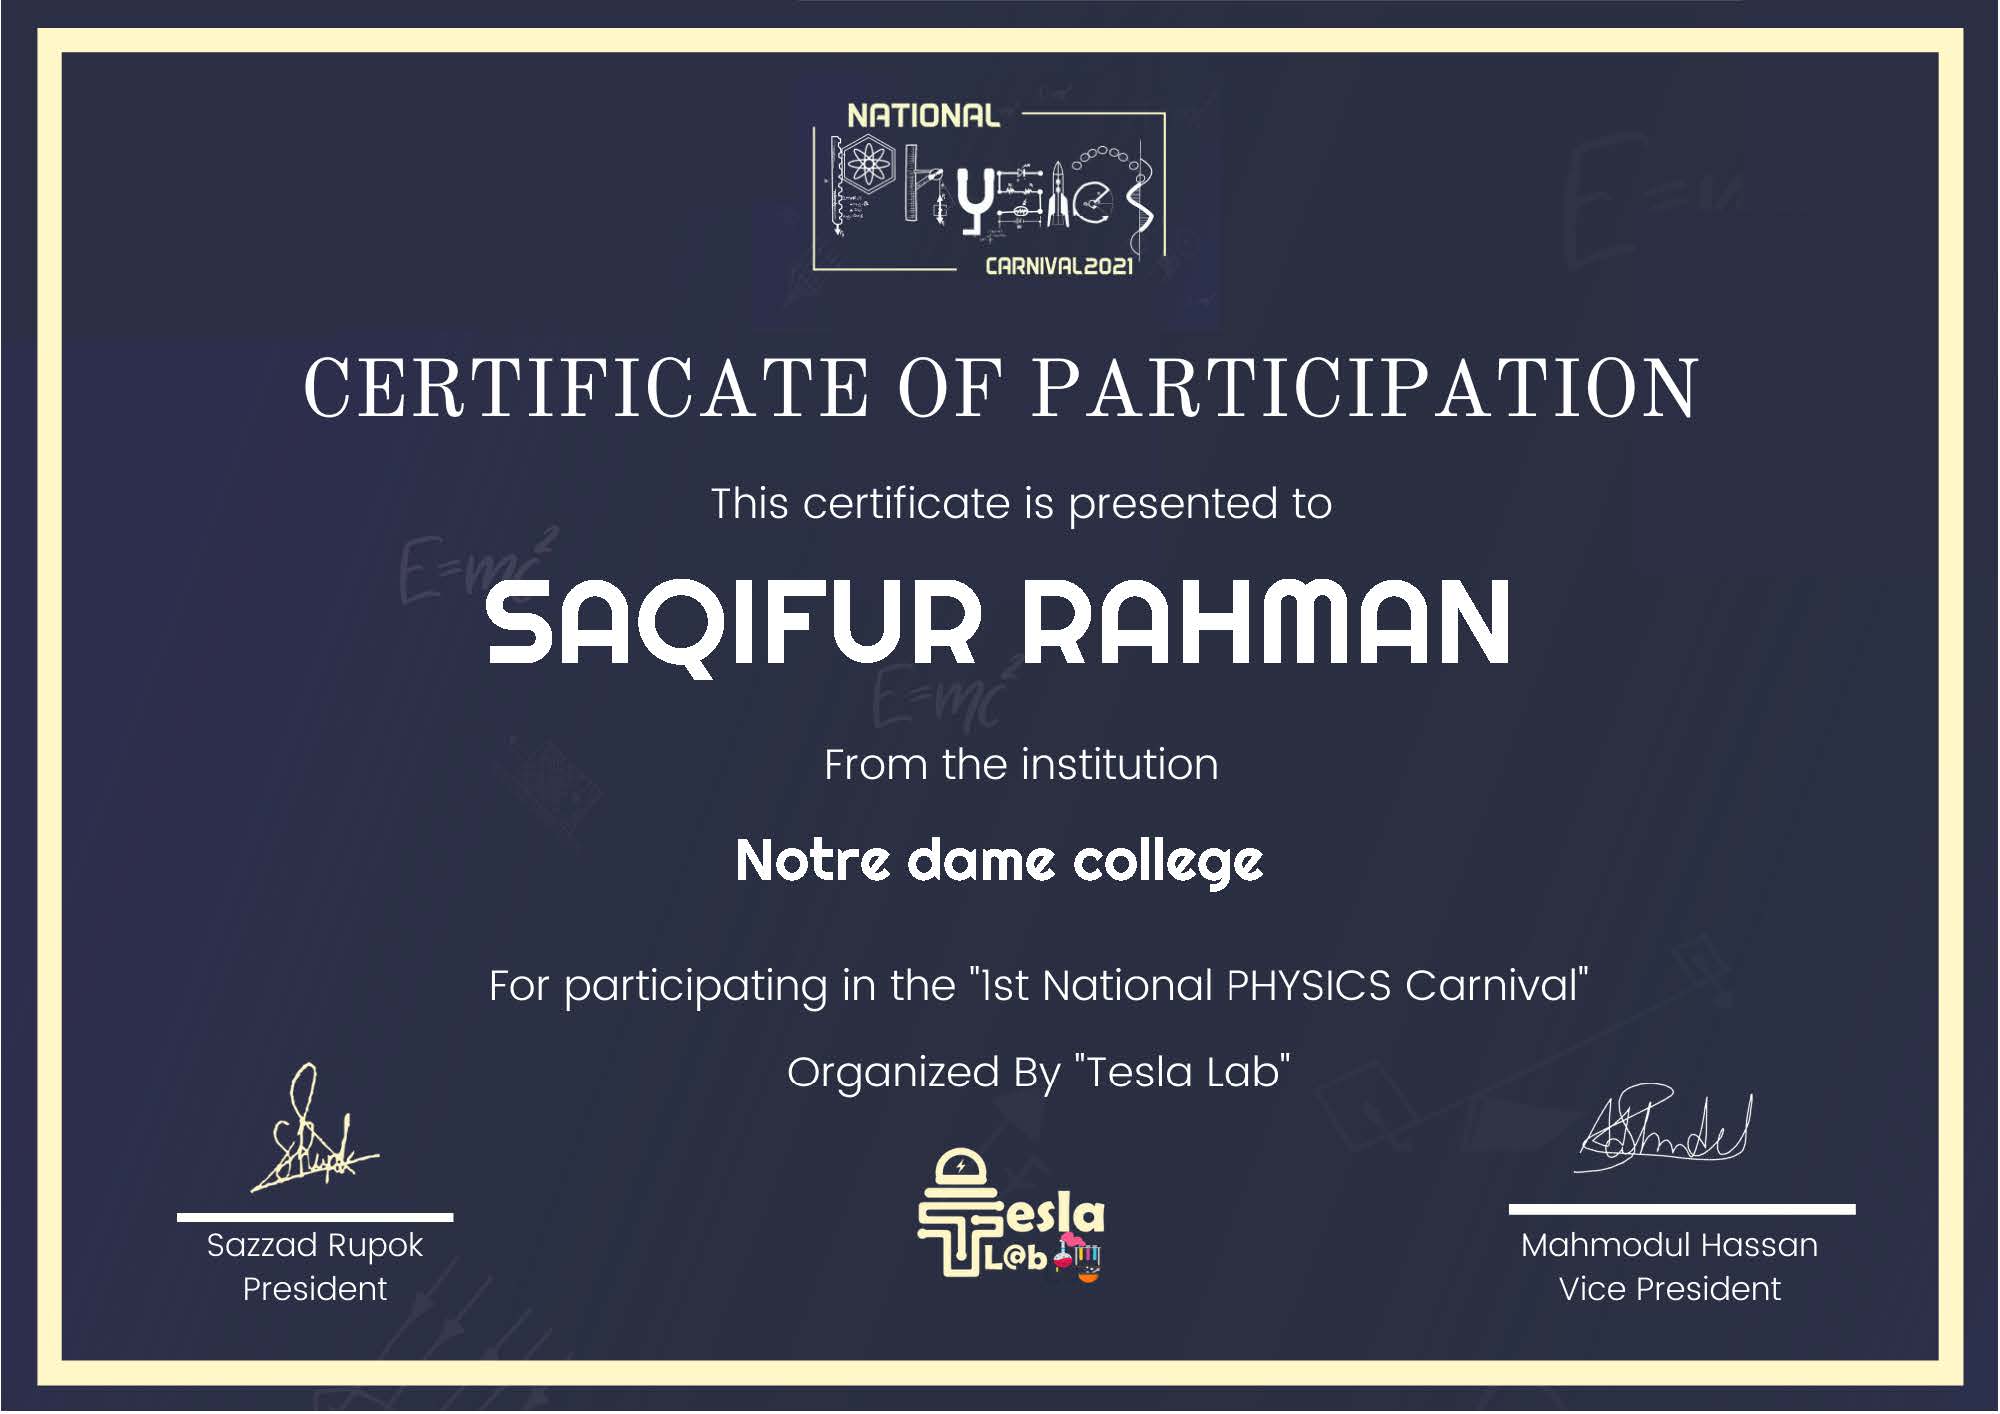 NATIONAL
Physics
CARNIVAL2021
CERTIFICATE OF PARTICIPATION
This certificate is presented to
E=mc²
SAQIFUR RAHMAN
E=mc²
From the institution
Notre dame college
For participating in the "1st National PHYSICS Carnival"
Organized By "Tesla Lab"
Tesla
L@b
Sazzad Rupok
President
Mahmodul Hassan
Vice President